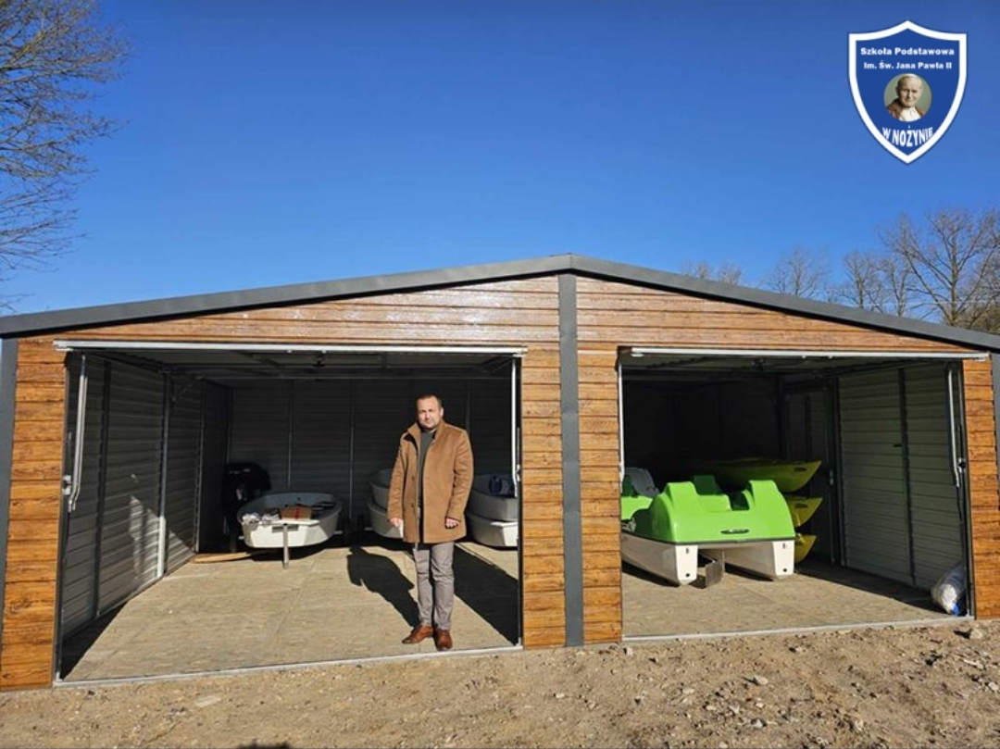 Szkoła Podstawowa
Im. Św. Jana Pawła II
W NOŻYNIE